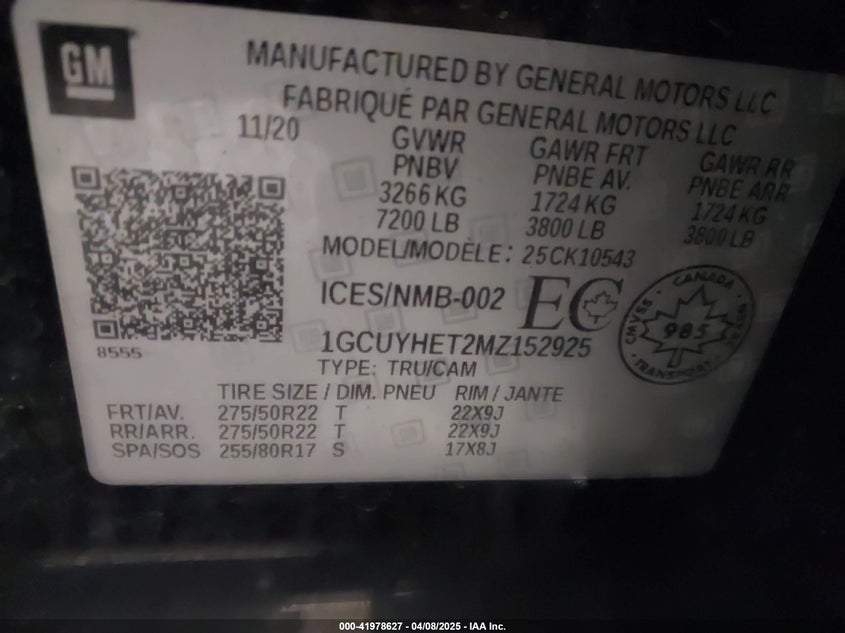 GM
MANUFACTURED BY GENERAL MOTORS LLC
FABRIQUÉ PAR GENERAL MOTORS LLC
11/20
GVWR GAWR FRT GAWR RR
PNBV PNBE AV. PNBE ARR
3266 KG 1724 KG 1724 KG
7200 LB 3800 LB 3800 LB
MODEL/MODÈLE: 25CK10543
ICES/NMB-002 EC
CANADA
CMVSS 985 NSVAC
TRANSPORT
8555
1GCUYHET2MZ152925
TYPE: TRU/CAM
TIRE SIZE / DIM. PNEU RIM / JANTE
FRT/AV. 275/50R22 T 22X9J
RR/ARR. 275/50R22 T 22X9J
SPA/SOS 255/80R17 S 17X8J
000-41978627 - 04/08/2025 - IAA Inc.